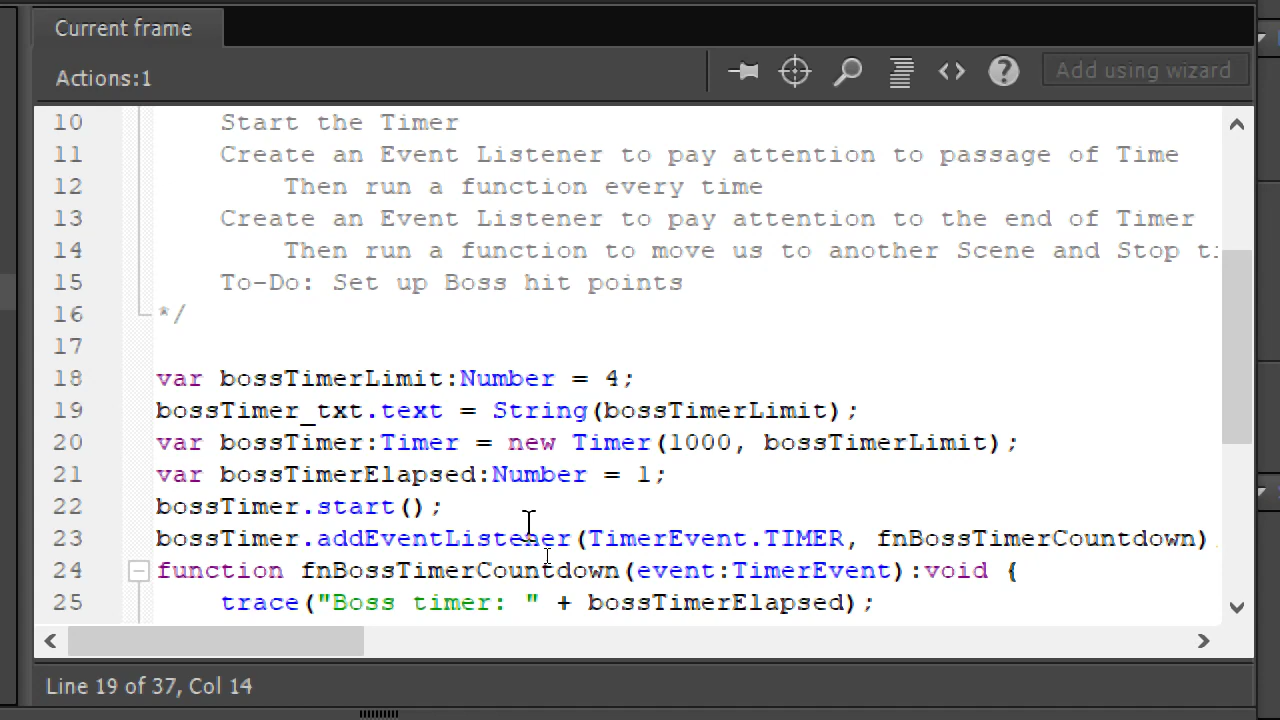 Current frame
Actions:1
Add using wizard
10 Start the Timer
11 Create an Event Listener to pay attention to passage of Time
12 Then run a function every time
13 Create an Event Listener to pay attention to the end of Timer
14 Then run a function to move us to another Scene and Stop
15 To-Do: Set up Boss hit points
16 */
17
18 var bossTimerLimit:Number = 4;
19 bossTimer_txt.text = String(bossTimerLimit);
20 var bossTimer:Timer = new Timer(1000, bossTimerLimit);
21 var bossTimerElapsed:Number = 1;
22 bossTimer.start();
23 bossTimer.addEventListener(TimerEvent.TIMER, fnBossTimerCountdown)
24 function fnBossTimerCountdown(event:TimerEvent):void {
25 trace("Boss timer: " + bossTimerElapsed);
Line 19 of 37, Col 14